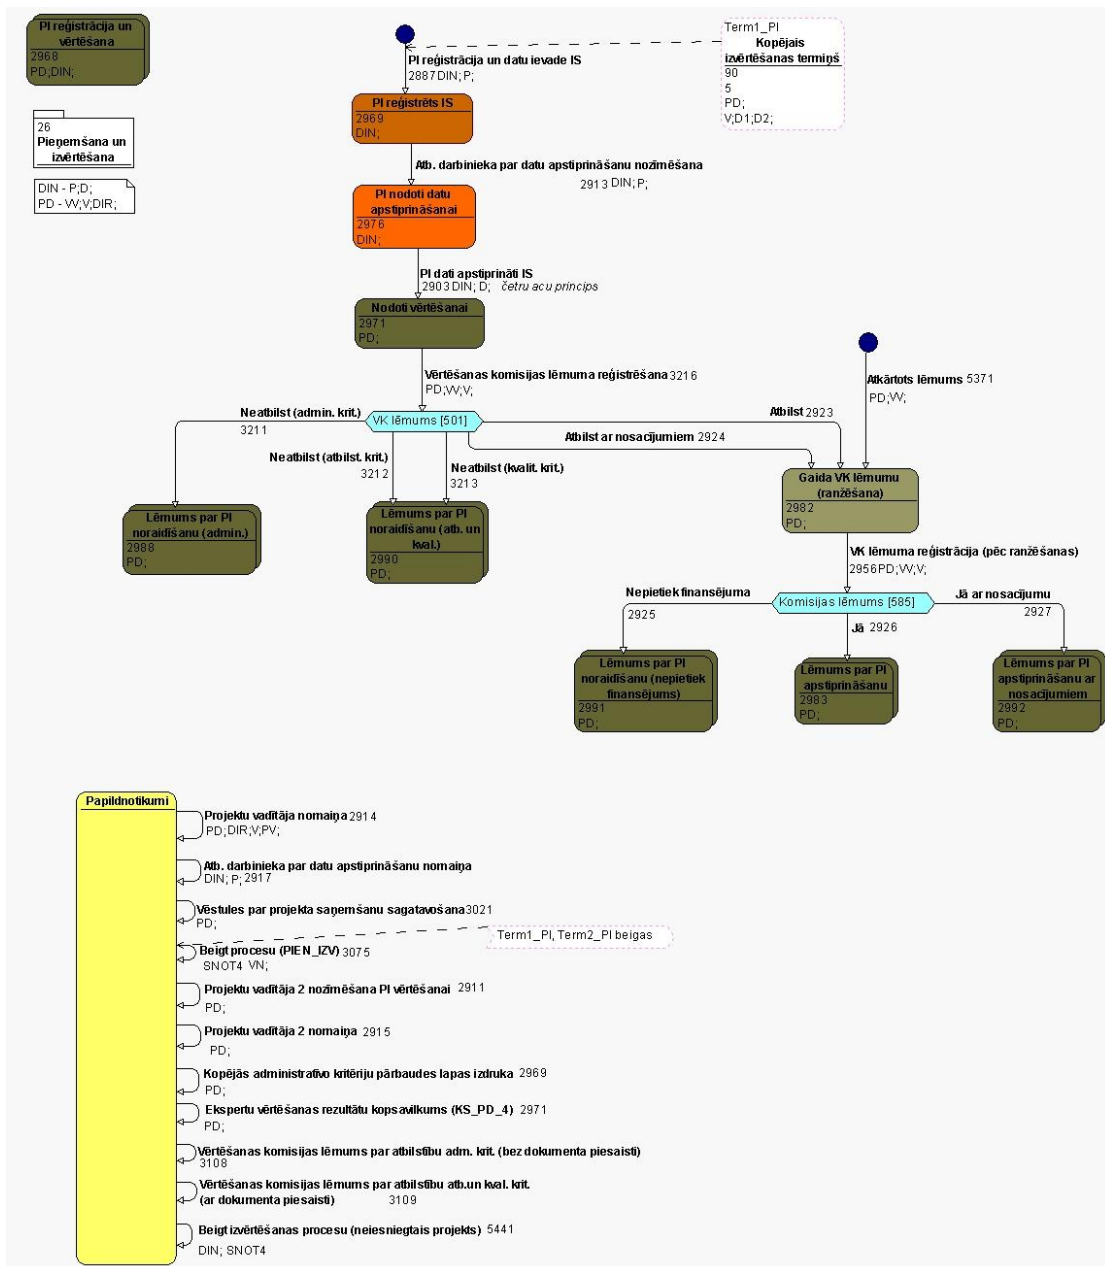 PI reģistrācija un
vērtēšana
2968
PD;DIN;
26
Pieņemšana un
izvērtēšana
DIN - P;D;
PD - VV;V;DIR;
Term1_PI
Kopējais
izvērtēšanas termiņš
90
5
PD;
V;D1;D2;
PI reģistrācija un datu ievade IS
2887 DIN; P;
PI reģistrēts IS
2969
DIN;
Atb. darbinieka par datu apstiprināšanu nozīmēšana
2913 DIN; P;
PI nodoti datu
apstiprināšanai
2976
DIN;
PI dati apstiprināti IS
2903 DIN; D; četru acu princips
Nodoti vērtēšanai
2971
PD;
Vērtēšanas komisijas lēmuma reģistrēšana 3216
PD;VV;V;
Atkārtots lēmums 5371
PD;VV;
VK lēmums [501]
Neatbilst (admin. krit.)
3211
Neatbilst (atbilst. krit.)
3212
Neatbilst (kvalit. krit.)
3213
Atbilst 2923
Atbilst ar nosacījumiem 2924
Lēmums par PI
noraidīšanu (admin.)
2988
PD;
Lēmums par PI
noraidīšanu (atb. un
kval.)
2990
PD;
Gaida VK lēmumu
(ranžēšana)
2982
PD;
VK lēmuma reģistrācija (pēc ranžēšanas)
2956 PD;VV;V;
Komisijas lēmums [585]
Nepietiek finansējuma
2925
Jā 2926
Jā ar nosacījumu
2927
Lēmums par PI
noraidīšanu (nepietiek
finansējums)
2991
PD;
Lēmums par PI
apstiprināšanu
2983
PD;
Lēmums par PI
apstiprināšanu ar
nosacījumiem
2992
PD;
Papildnotikumi
Projektu vadītāja nomaiņa 2914
PD;DIR;V;PV;
Atb. darbinieka par datu apstiprināšanu nomaiņa
DIN; P; 2917
Vēstules par projekta saņemšanu sagatavošana 3021
PD;
Term1_PI, Term2_PI beigas
Beigt procesu (PIEN_IZV) 3075
SNOT4 VN;
Projektu vadītāja 2 nozīmēšana PI vērtēšanai 2911
PD;
Projektu vadītāja 2 nomaiņa 2915
PD;
Kopējās administratīvo kritēriju pārbaudes lapas izdruka 2969
PD;
Ekspertu vērtēšanas rezultātu kopsavilkums (KS_PD_4) 2971
PD;
Vērtēšanas komisijas lēmums par atbilstību adm. krit. (bez dokumenta piesaisti)
3108
Vērtēšanas komisijas lēmums par atbilstību atb.un kval. krit.
(ar dokumenta piesaisti) 3109
Beigt izvērtēšanas procesu (neiesniegtais projekts) 5441
DIN; SNOT4